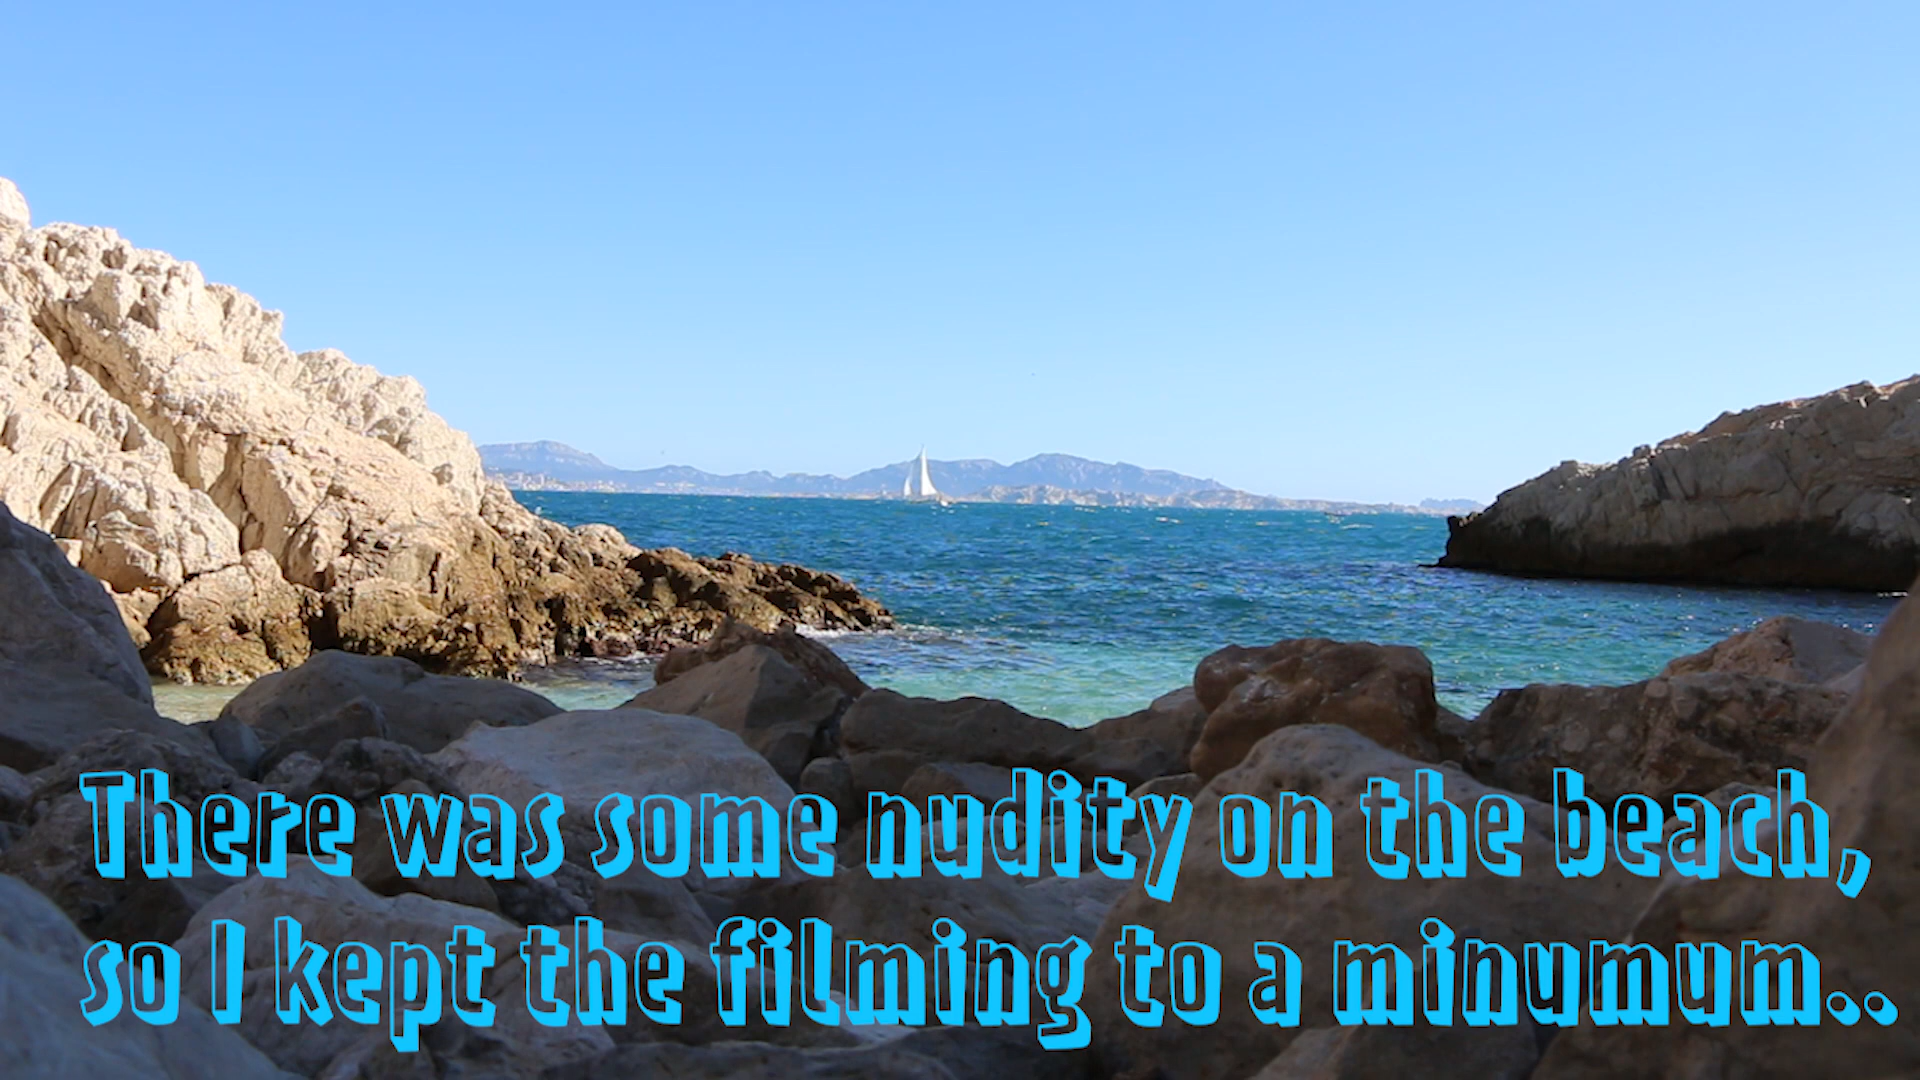 There was some nudity on the beach,
so I kept the filming to a minumum..